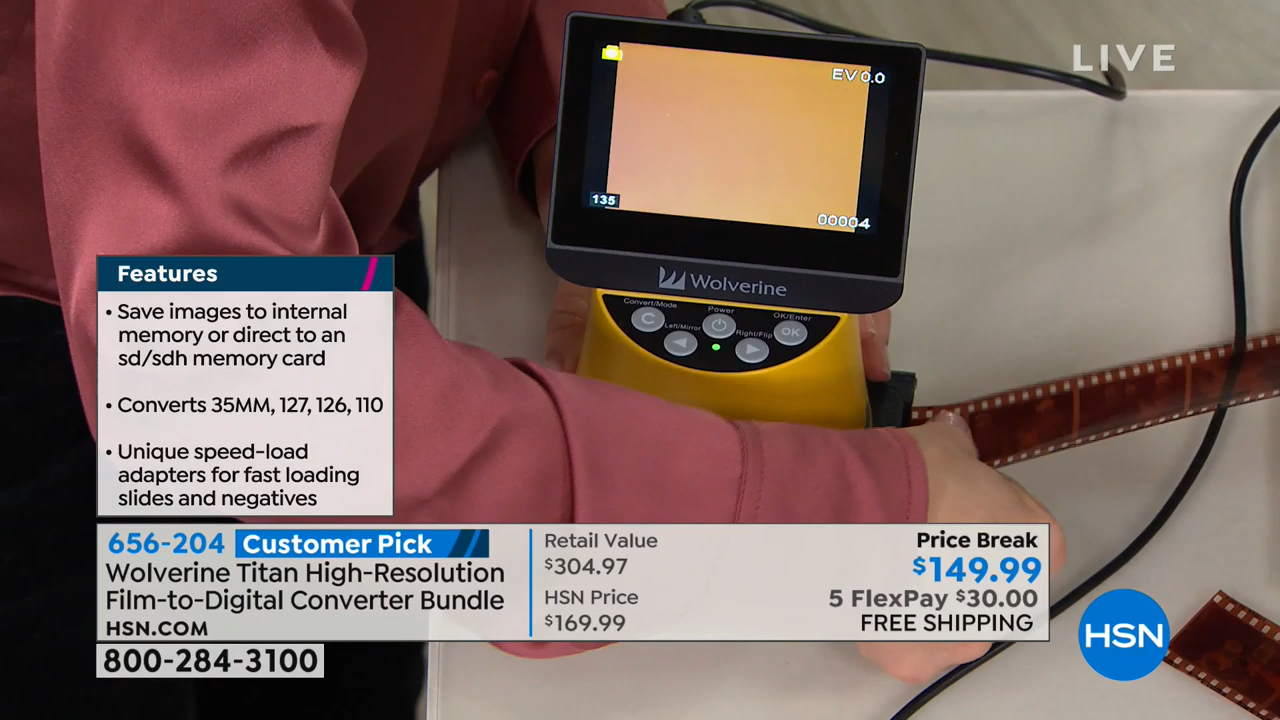 LIVE
EV 0.0
135
00004
Wolverine
Convert/Mode
Power
OK/Enter
C
OK
Left/Mirror
Right/Flip
Features
• Save images to internal
memory or direct to an
sd/sdh memory card
• Converts 35MM, 127, 126, 110
• Unique speed-load
adapters for fast loading
slides and negatives
656-204 Customer Pick
Wolverine Titan High-Resolution
Film-to-Digital Converter Bundle
HSN.COM
800-284-3100
Retail Value
$304.97
HSN Price
$169.99
Price Break
$149.99
5 FlexPay $30.00
FREE SHIPPING
HSN